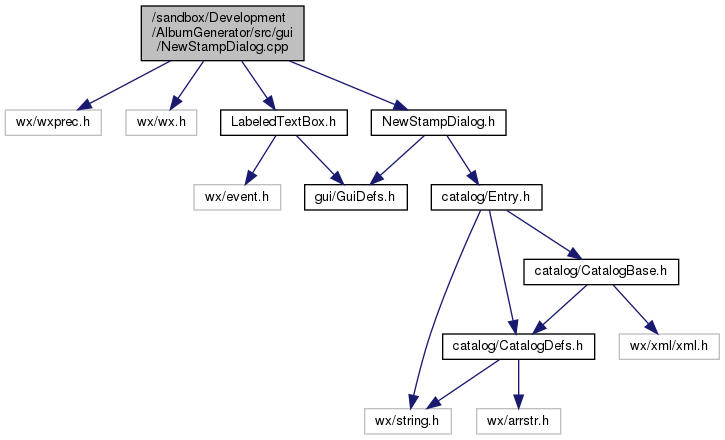 /sandbox/Development
/AlbumGenerator/src/gui
/NewStampDialog.cpp
wx/wxprec.h
wx/wx.h
LabeledTextBox.h
NewStampDialog.h
wx/event.h
gui/GuiDefs.h
catalog/Entry.h
catalog/CatalogBase.h
catalog/CatalogDefs.h
wx/xml/xml.h
wx/string.h
wx/arrstr.h